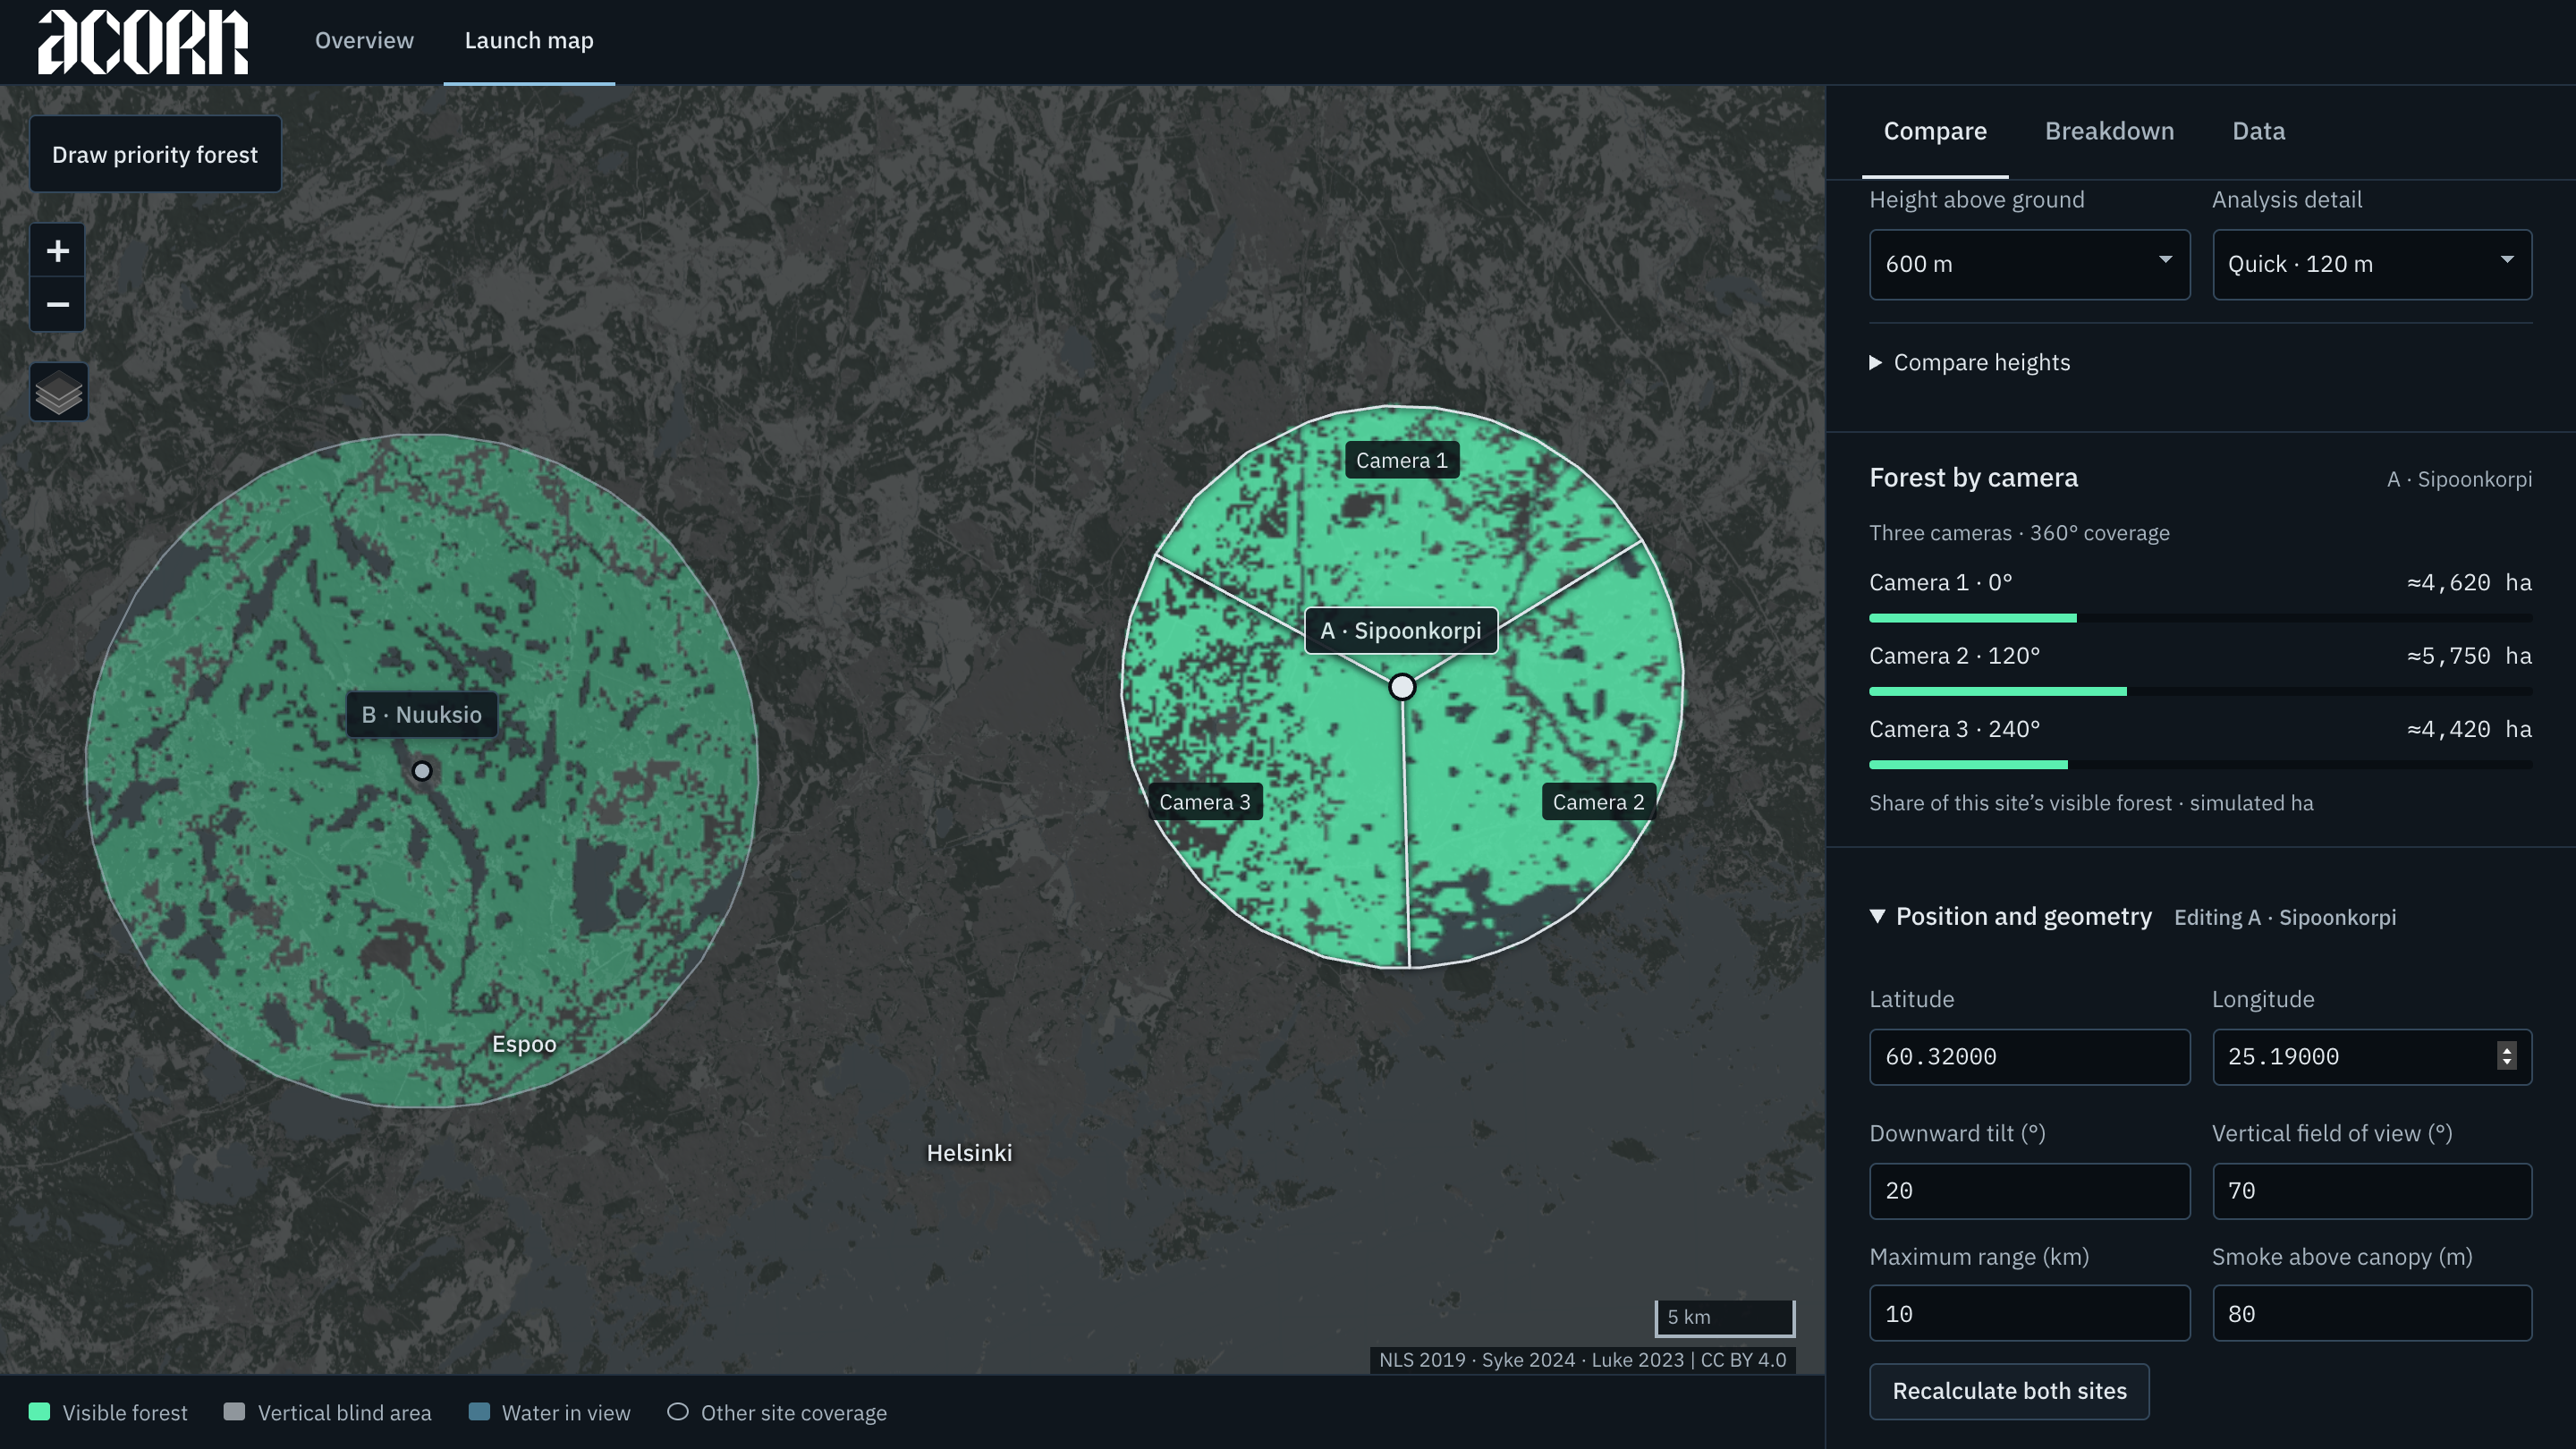 acorn
Overview
Launch map
Draw priority forest
+
−
Camera 1
A · Sipoonkorpi
B · Nuuksio
Camera 3
Camera 2
Espoo
Helsinki
5 km
NLS 2019 · Syke 2024 · Luke 2023 | CC BY 4.0
Visible forest
Vertical blind area
Water in view
Other site coverage
Compare
Breakdown
Data
Height above ground
Analysis detail
600 m
Quick · 120 m
Compare heights
Forest by camera
A · Sipoonkorpi
Three cameras · 360° coverage
Camera 1 · 0°
≈4,620 ha
Camera 2 · 120°
≈5,750 ha
Camera 3 · 240°
≈4,420 ha
Share of this site’s visible forest · simulated ha
Position and geometry
Editing A · Sipoonkorpi
Latitude
Longitude
60.32000
25.19000
Downward tilt (°)
Vertical field of view (°)
20
70
Maximum range (km)
Smoke above canopy (m)
10
80
Recalculate both sites